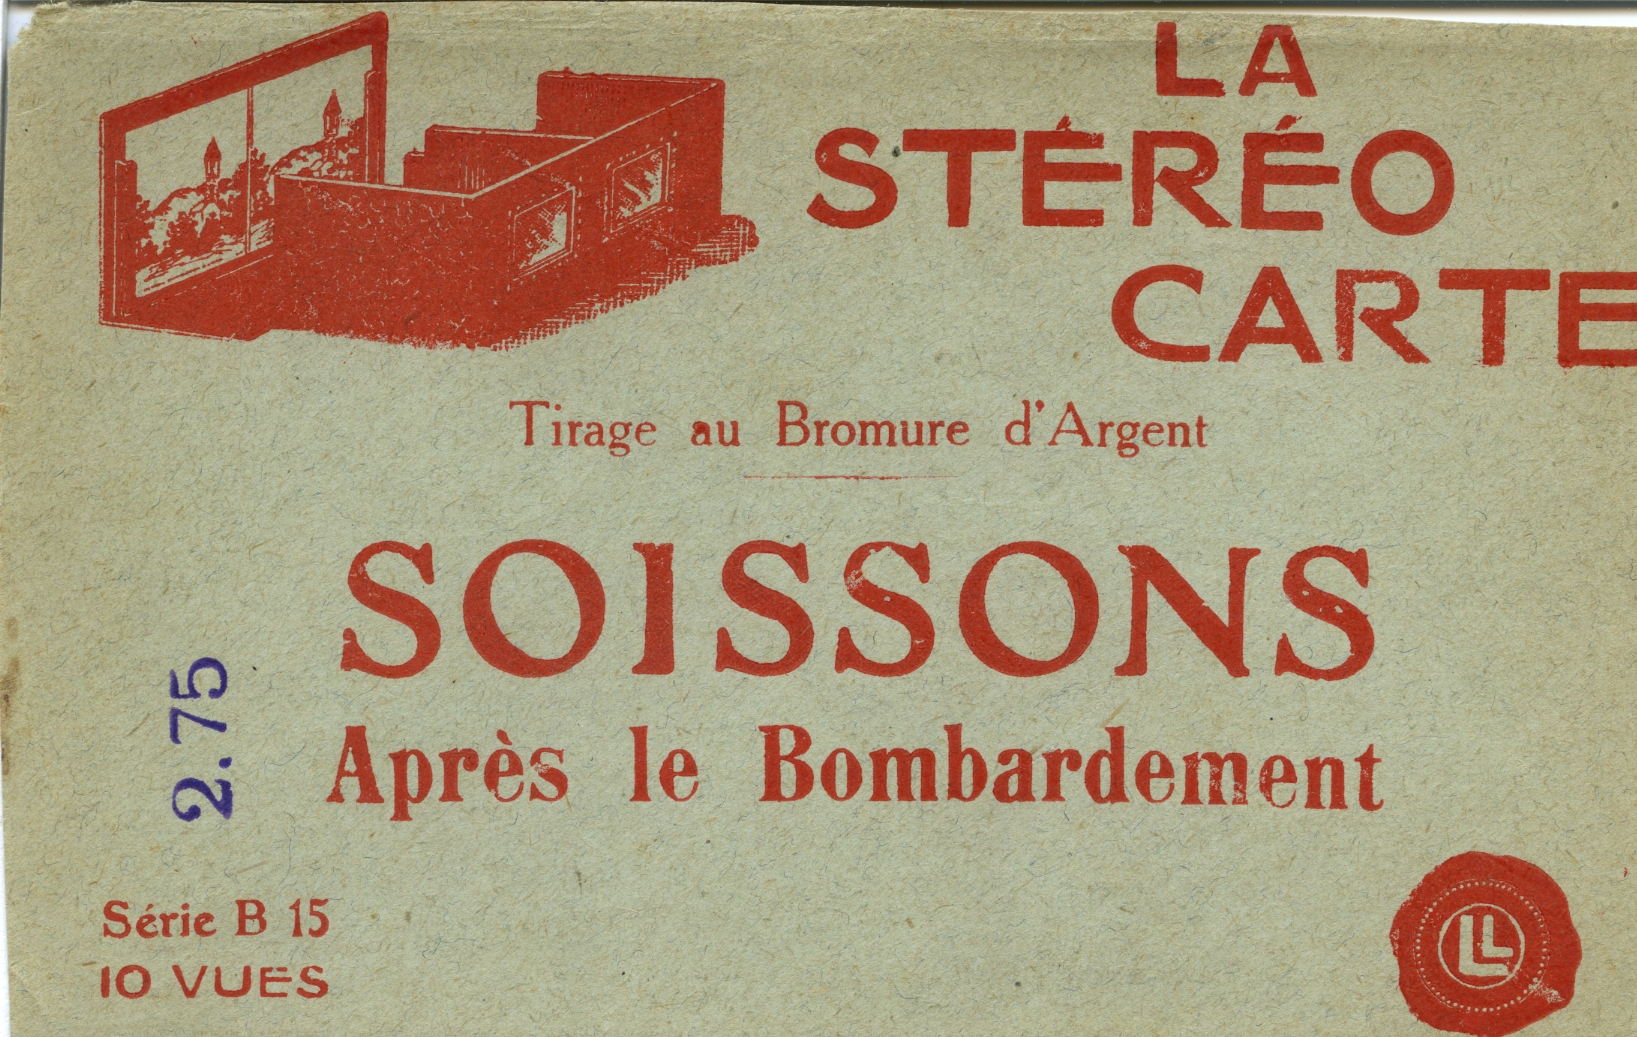 LA
STÉRÉO
CARTE
Tirage au Bromure d'Argent
SOISSONS
Après le Bombardement
2.75
Série B 15
10 VUES
LL